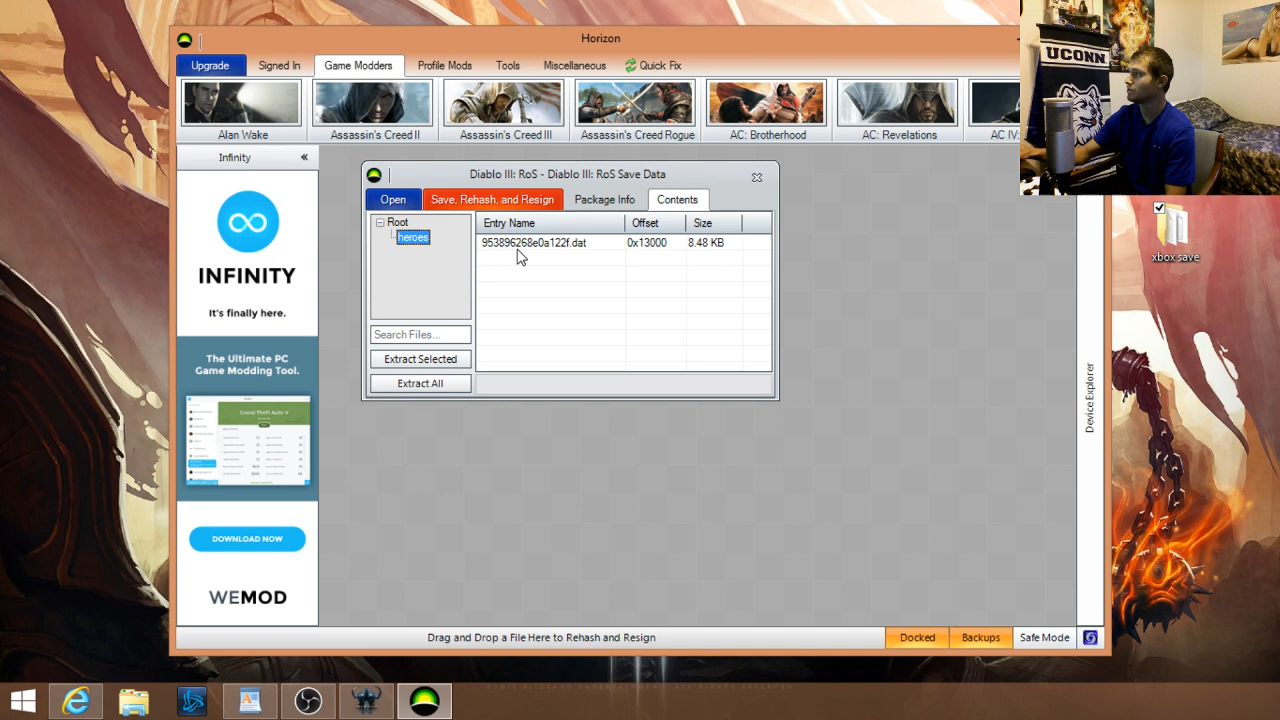 Horizon
Upgrade Signed In Game Modders Profile Mods Tools Miscellaneous Quick Fix
Alan Wake Assassin's Creed II Assassin's Creed III Assassin's Creed Rogue AC: Brotherhood AC: Revelations AC IV:
UCONN
Infinity «
INFINITY
It's finally here.
The Ultimate PC
Game Modding Tool.
DOWNLOAD NOW
WEMOD
Diablo III: RoS - Diablo III: RoS Save Data
Open Save, Rehash, and Resign Package Info Contents
Root
heroes
Entry Name Offset Size
953896268e0a122f.dat 0x13000 8.48 KB
Search Files...
Extract Selected
Extract All
xbox save
Device Explorer
Drag and Drop a File Here to Rehash and Resign
Docked Backups Safe Mode